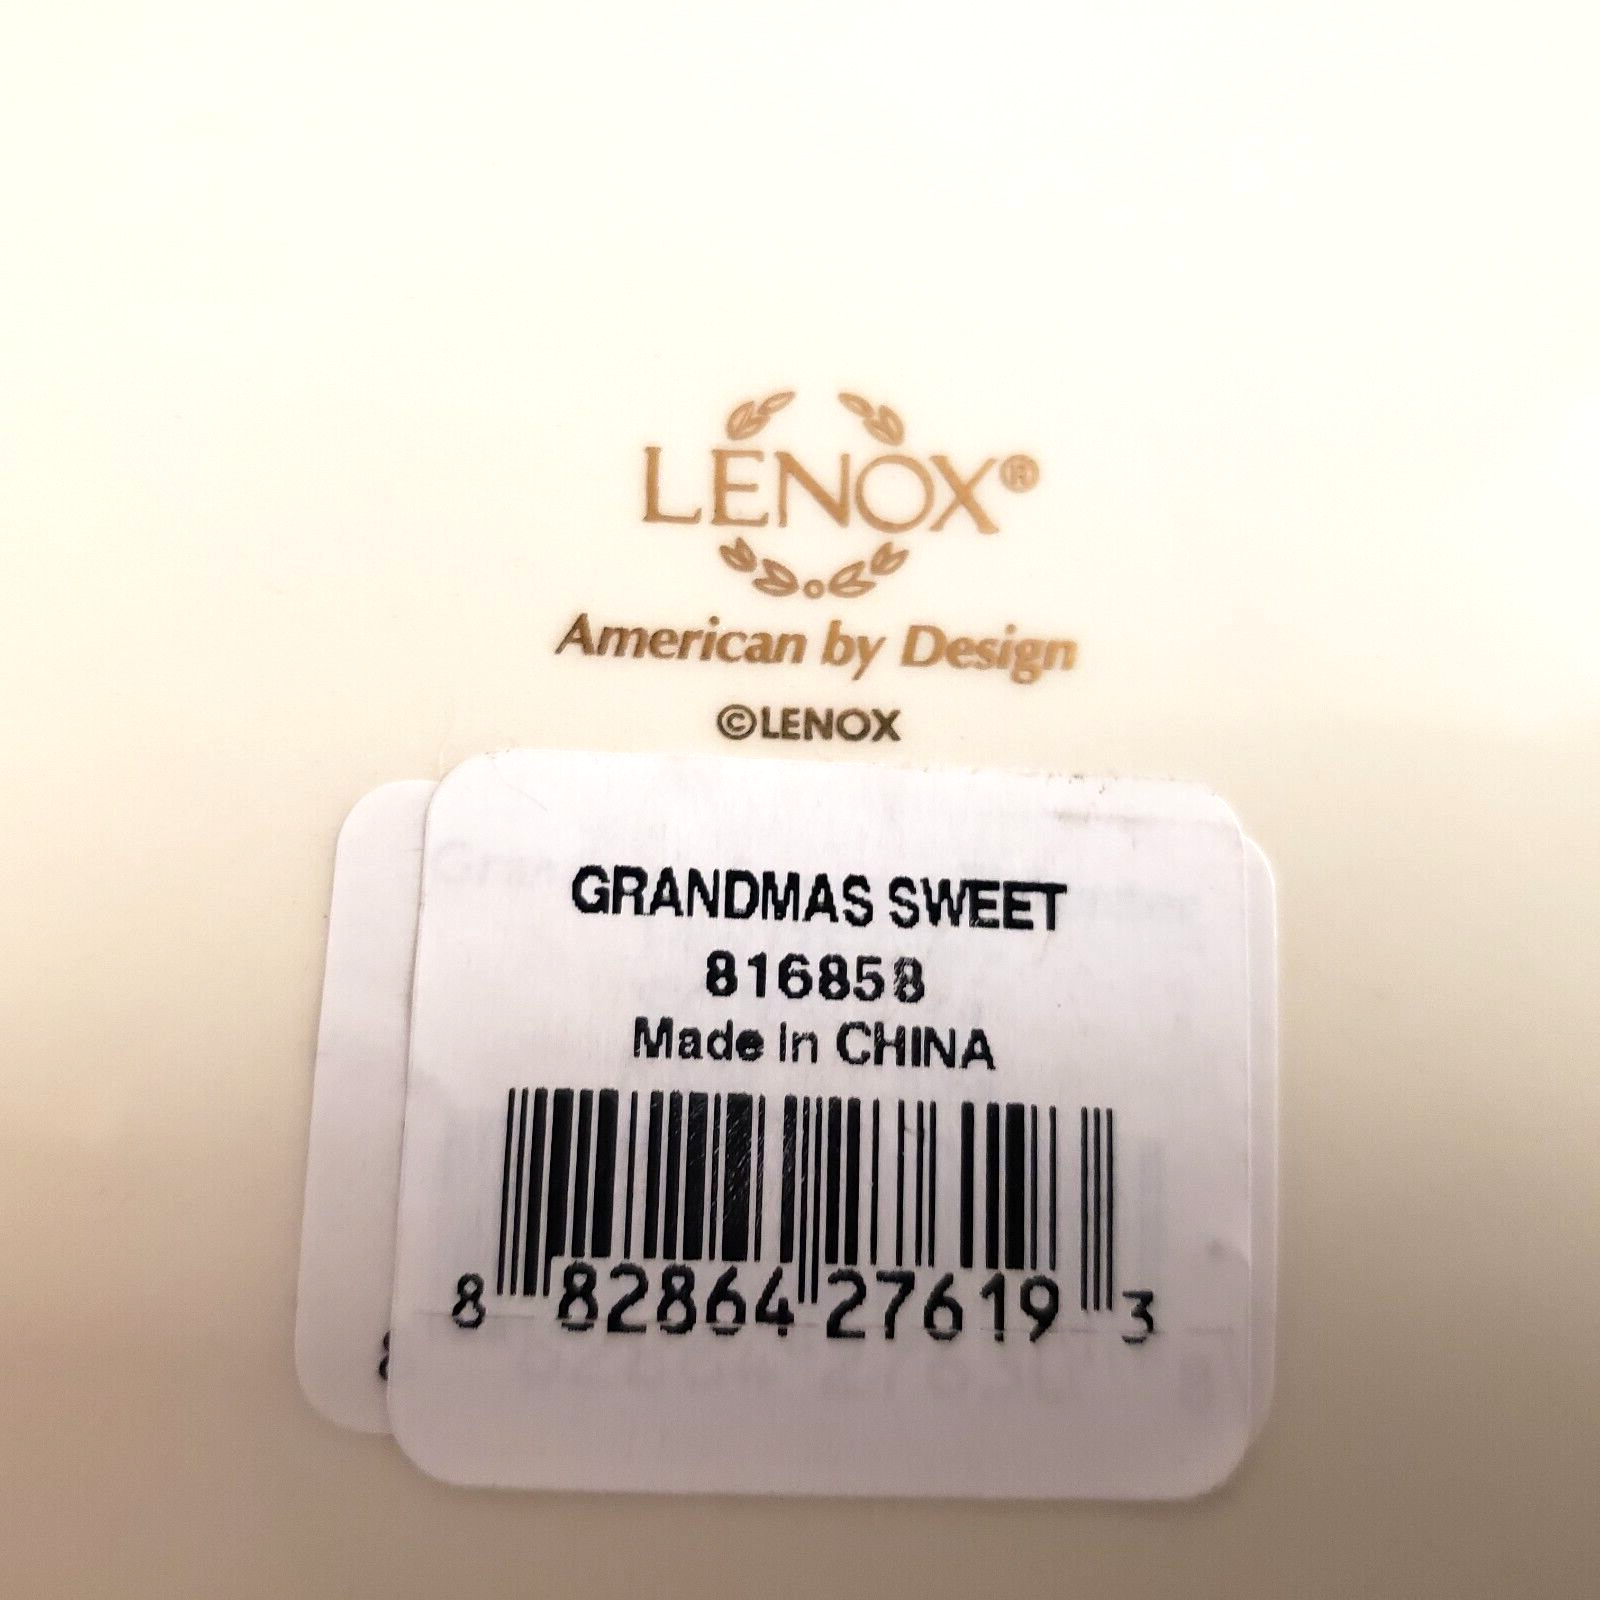 LENOX®
American by Design
©LENOX
GRANDMAS SWEET
816858
Made In CHINA
8 82864 27619 3